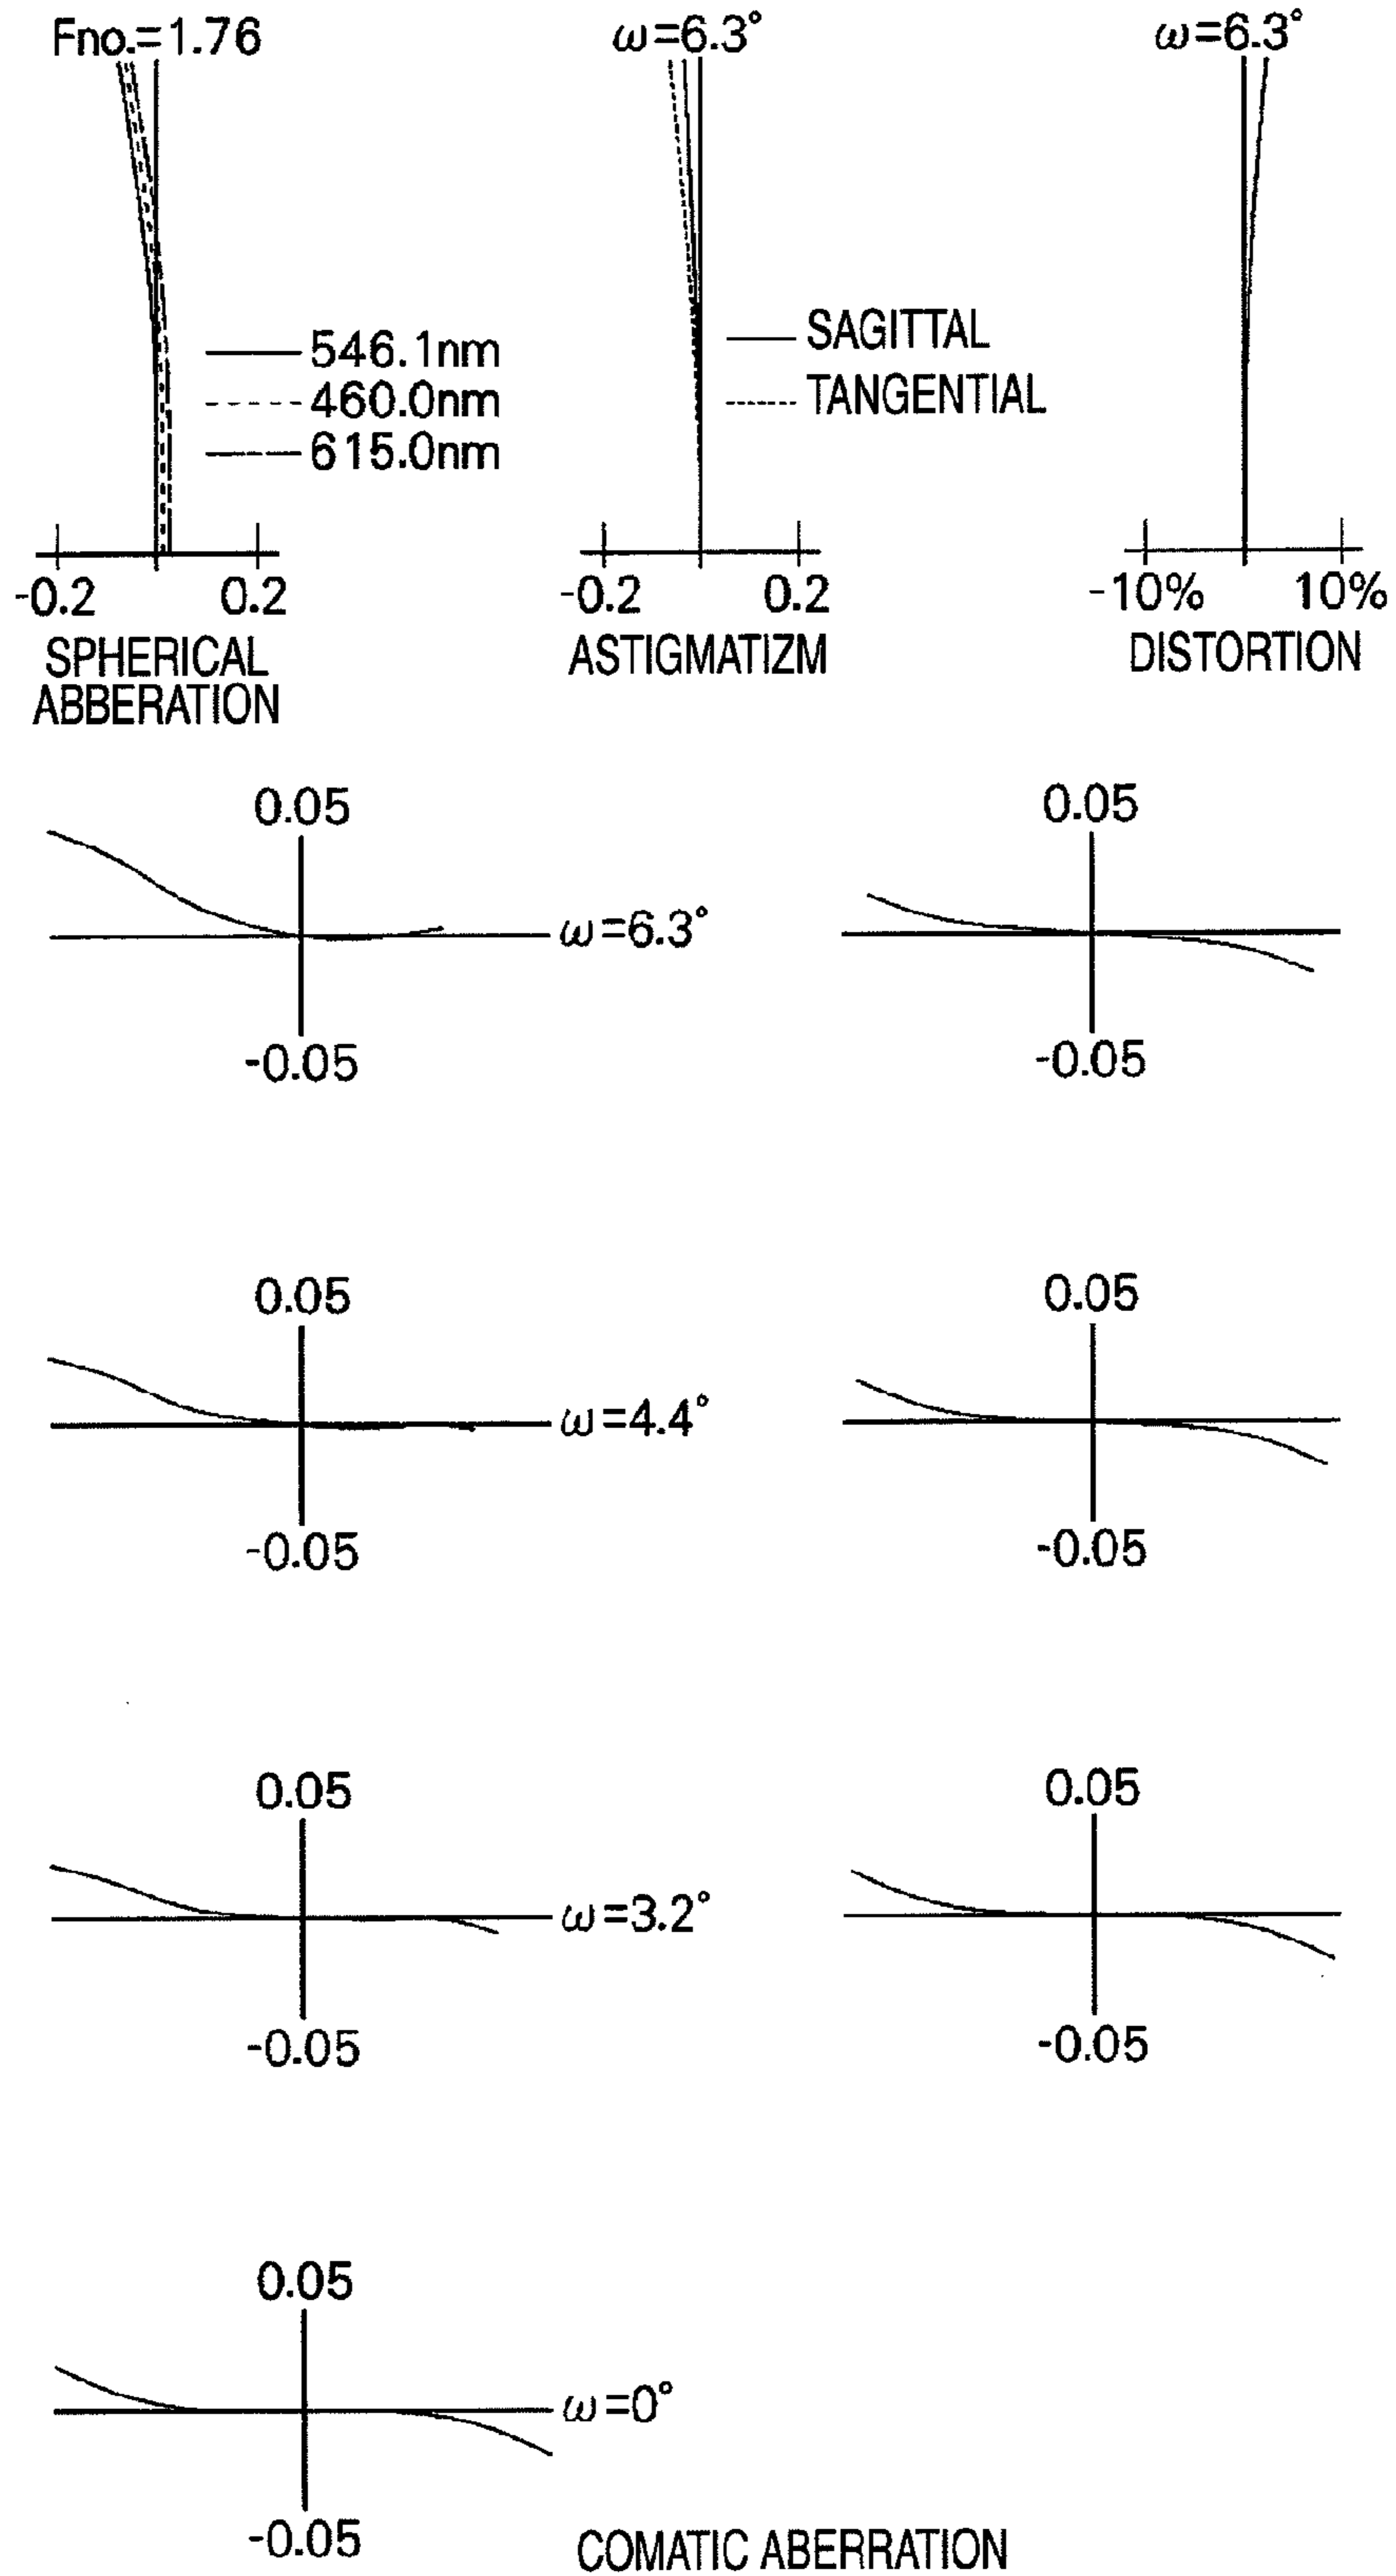 Fno.=1.76
ω=6.3°
ω=6.3°
546.1nm
460.0nm
615.0nm
SAGITTAL
TANGENTIAL
-0.2
0.2
-0.2
0.2
-10%
10%
SPHERICAL
ABBERATION
ASTIGMATIZM
DISTORTION
0.05
0.05
ω=6.3°
-0.05
-0.05
0.05
0.05
ω=4.4°
-0.05
-0.05
0.05
0.05
ω=3.2°
-0.05
-0.05
0.05
ω=0°
-0.05
COMATIC ABERRATION